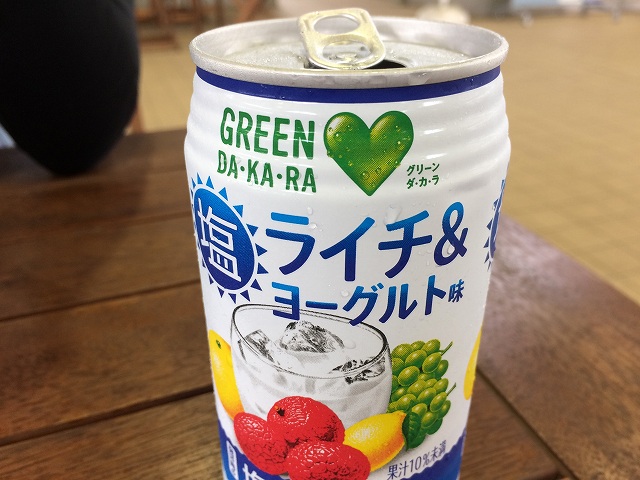 GREEN
DA・KA・RA
グリーン
ダ・カ・ラ
塩
ライチ&
ヨーグルト味
果汁10%未満
塩